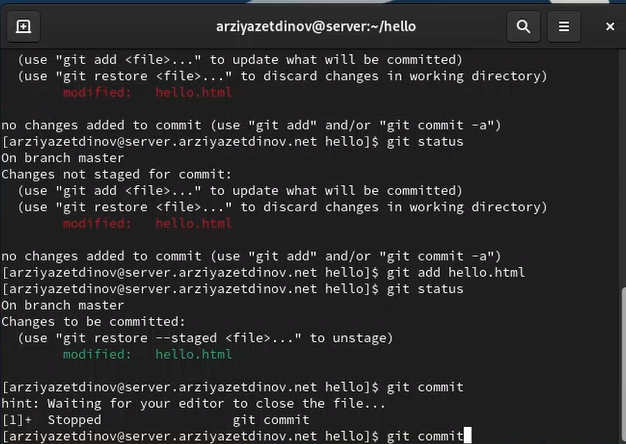 arziyazetdinov@server:~/hello
(use "git add <file>..." to update what will be committed)
(use "git restore <file>..." to discard changes in working directory)
modified:   hello.html
no changes added to commit (use "git add" and/or "git commit -a")
[arziyazetdinov@server.arziyazetdinov.net hello]$ git status
On branch master
Changes not staged for commit:
(use "git add <file>..." to update what will be committed)
(use "git restore <file>..." to discard changes in working directory)
modified:   hello.html
no changes added to commit (use "git add" and/or "git commit -a")
[arziyazetdinov@server.arziyazetdinov.net hello]$ git add hello.html
[arziyazetdinov@server.arziyazetdinov.net hello]$ git status
On branch master
Changes to be committed:
(use "git restore --staged <file>..." to unstage)
modified:   hello.html
[arziyazetdinov@server.arziyazetdinov.net hello]$ git commit
hint: Waiting for your editor to close the file...
[1]+  Stopped                 git commit
[arziyazetdinov@server.arziyazetdinov.net hello]$ git commit